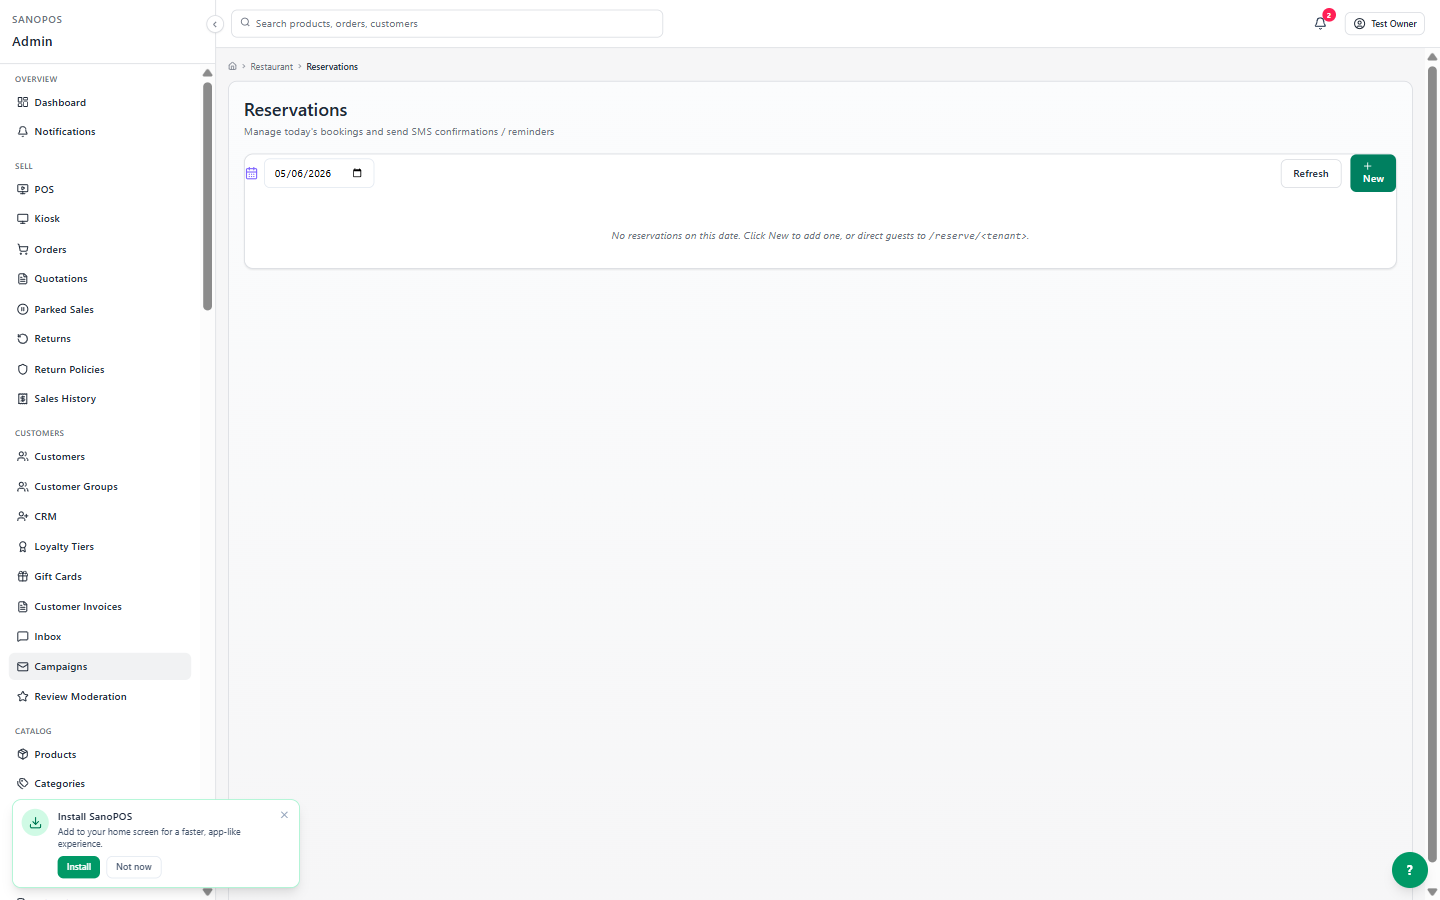 SANOPOS
Admin
OVERVIEW
Dashboard
Notifications
SELL
POS
Kiosk
Orders
Quotations
Parked Sales
Returns
Return Policies
Sales History
CUSTOMERS
Customers
Customer Groups
CRM
Loyalty Tiers
Gift Cards
Customer Invoices
Inbox
Campaigns
Review Moderation
CATALOG
Products
Categories
Install SanoPOS
Add to your home screen for a faster, app-like
experience.
Install
Not now
Search products, orders, customers
2
Test Owner
Restaurant › Reservations
Reservations
Manage today's bookings and send SMS confirmations / reminders
05/06/2026
Refresh
+
New
No reservations on this date. Click New to add one, or direct guests to /reserve/<tenant>.
?